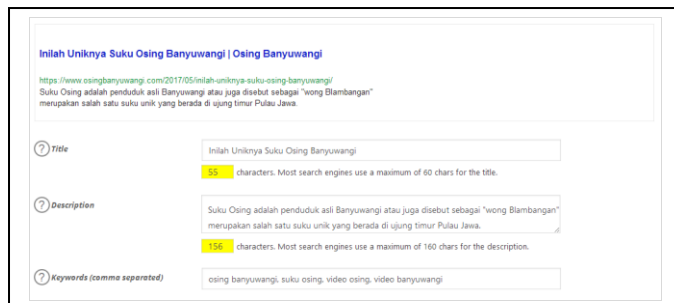 Inilah Uniknya Suku Osing Banyuwangi | Osing Banyuwangi
https://www.osingbanyuwangi.com/2017/05/inilah-uniknya-suku-osing-banyuwangi/
Suku Osing adalah penduduk asli Banyuwangi atau juga disebut sebagai "wong Blambangan"
merupakan salah satu suku unik yang berada di ujung timur Pulau Jawa.
? Title
Inilah Uniknya Suku Osing Banyuwangi
55 characters. Most search engines use a maximum of 60 chars for the title.
? Description
Suku Osing adalah penduduk asli Banyuwangi atau juga disebut sebagai "wong Blambangan"
merupakan salah satu suku unik yang berada di ujung timur Pulau Jawa.
156 characters. Most search engines use a maximum of 160 chars for the description.
? Keywords (comma separated)
osing banyuwangi, suku osing, video osing, video banyuwangi